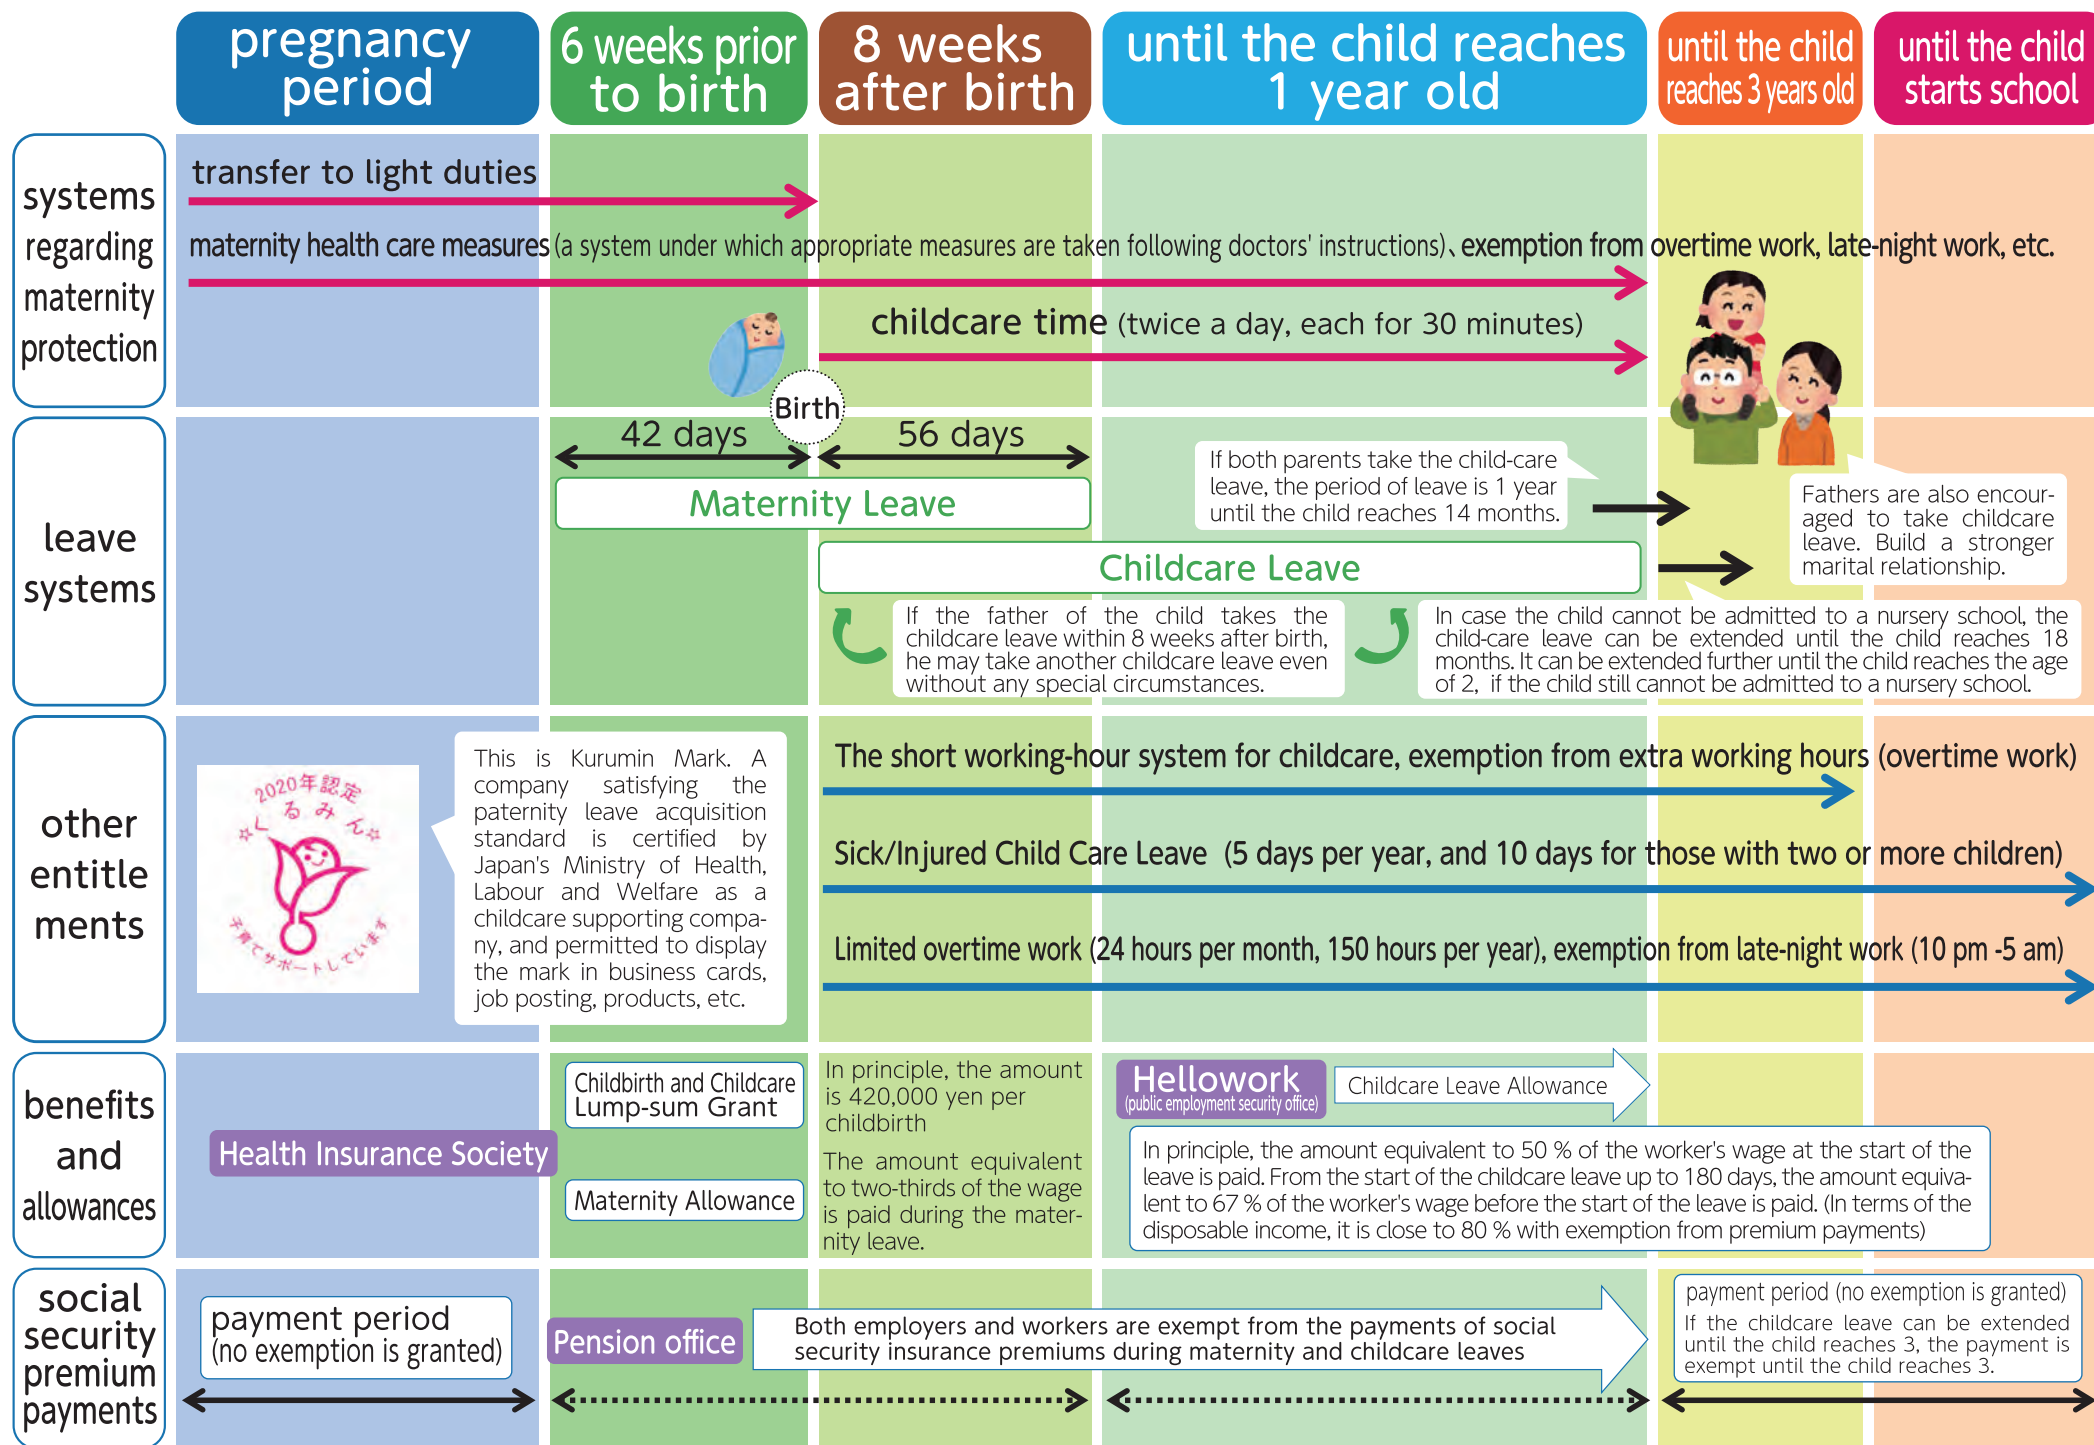 pregnancy
period
6 weeks prior
to birth
8 weeks
after birth
until the child reaches
1 year old
until the child
reaches 3 years old
until the child
starts school
systems
regarding
maternity
protection
transfer to light duties
maternity health care measures (a system under which appropriate measures are taken following doctors' instructions)、exemption from overtime work, late-night work, etc.
childcare time (twice a day, each for 30 minutes)
Birth
leave
systems
42 days
56 days
Maternity Leave
If both parents take the child-care
leave, the period of leave is 1 year
until the child reaches 14 months.
Fathers are also encour-
aged to take childcare
leave. Build a stronger
marital relationship.
Childcare Leave
If the father of the child takes the
childcare leave within 8 weeks after birth,
he may take another childcare leave even
without any special circumstances.
In case the child cannot be admitted to a nursery school, the
child-care leave can be extended until the child reaches 18
months. It can be extended further until the child reaches the age
of 2, if the child still cannot be admitted to a nursery school.
other
entitle
ments
2020年認定
☆くるみん☆
子育てサポートしています
This is Kurumin Mark. A
company satisfying the
paternity leave acquisition
standard is certified by
Japan's Ministry of Health,
Labour and Welfare as a
childcare supporting compa-
ny, and permitted to display
the mark in business cards,
job posting, products, etc.
The short working-hour system for childcare, exemption from extra working hours (overtime work)
Sick/Injured Child Care Leave (5 days per year, and 10 days for those with two or more children)
Limited overtime work (24 hours per month, 150 hours per year), exemption from late-night work (10 pm -5 am)
benefits
and
allowances
Health Insurance Society
Childbirth and Childcare
Lump-sum Grant
Maternity Allowance
In principle, the amount
is 420,000 yen per
childbirth
The amount equivalent
to two-thirds of the wage
is paid during the mater-
nity leave.
Hellowork
(public employment security office)
Childcare Leave Allowance
In principle, the amount equivalent to 50 % of the worker's wage at the start of the
leave is paid. From the start of the childcare leave up to 180 days, the amount equiva-
lent to 67 % of the worker's wage before the start of the leave is paid. (In terms of the
disposable income, it is close to 80 % with exemption from premium payments)
social
security
premium
payments
payment period
(no exemption is granted)
Pension office
Both employers and workers are exempt from the payments of social
security insurance premiums during maternity and childcare leaves
payment period (no exemption is granted)
If the childcare leave can be extended
until the child reaches 3, the payment is
exempt until the child reaches 3.